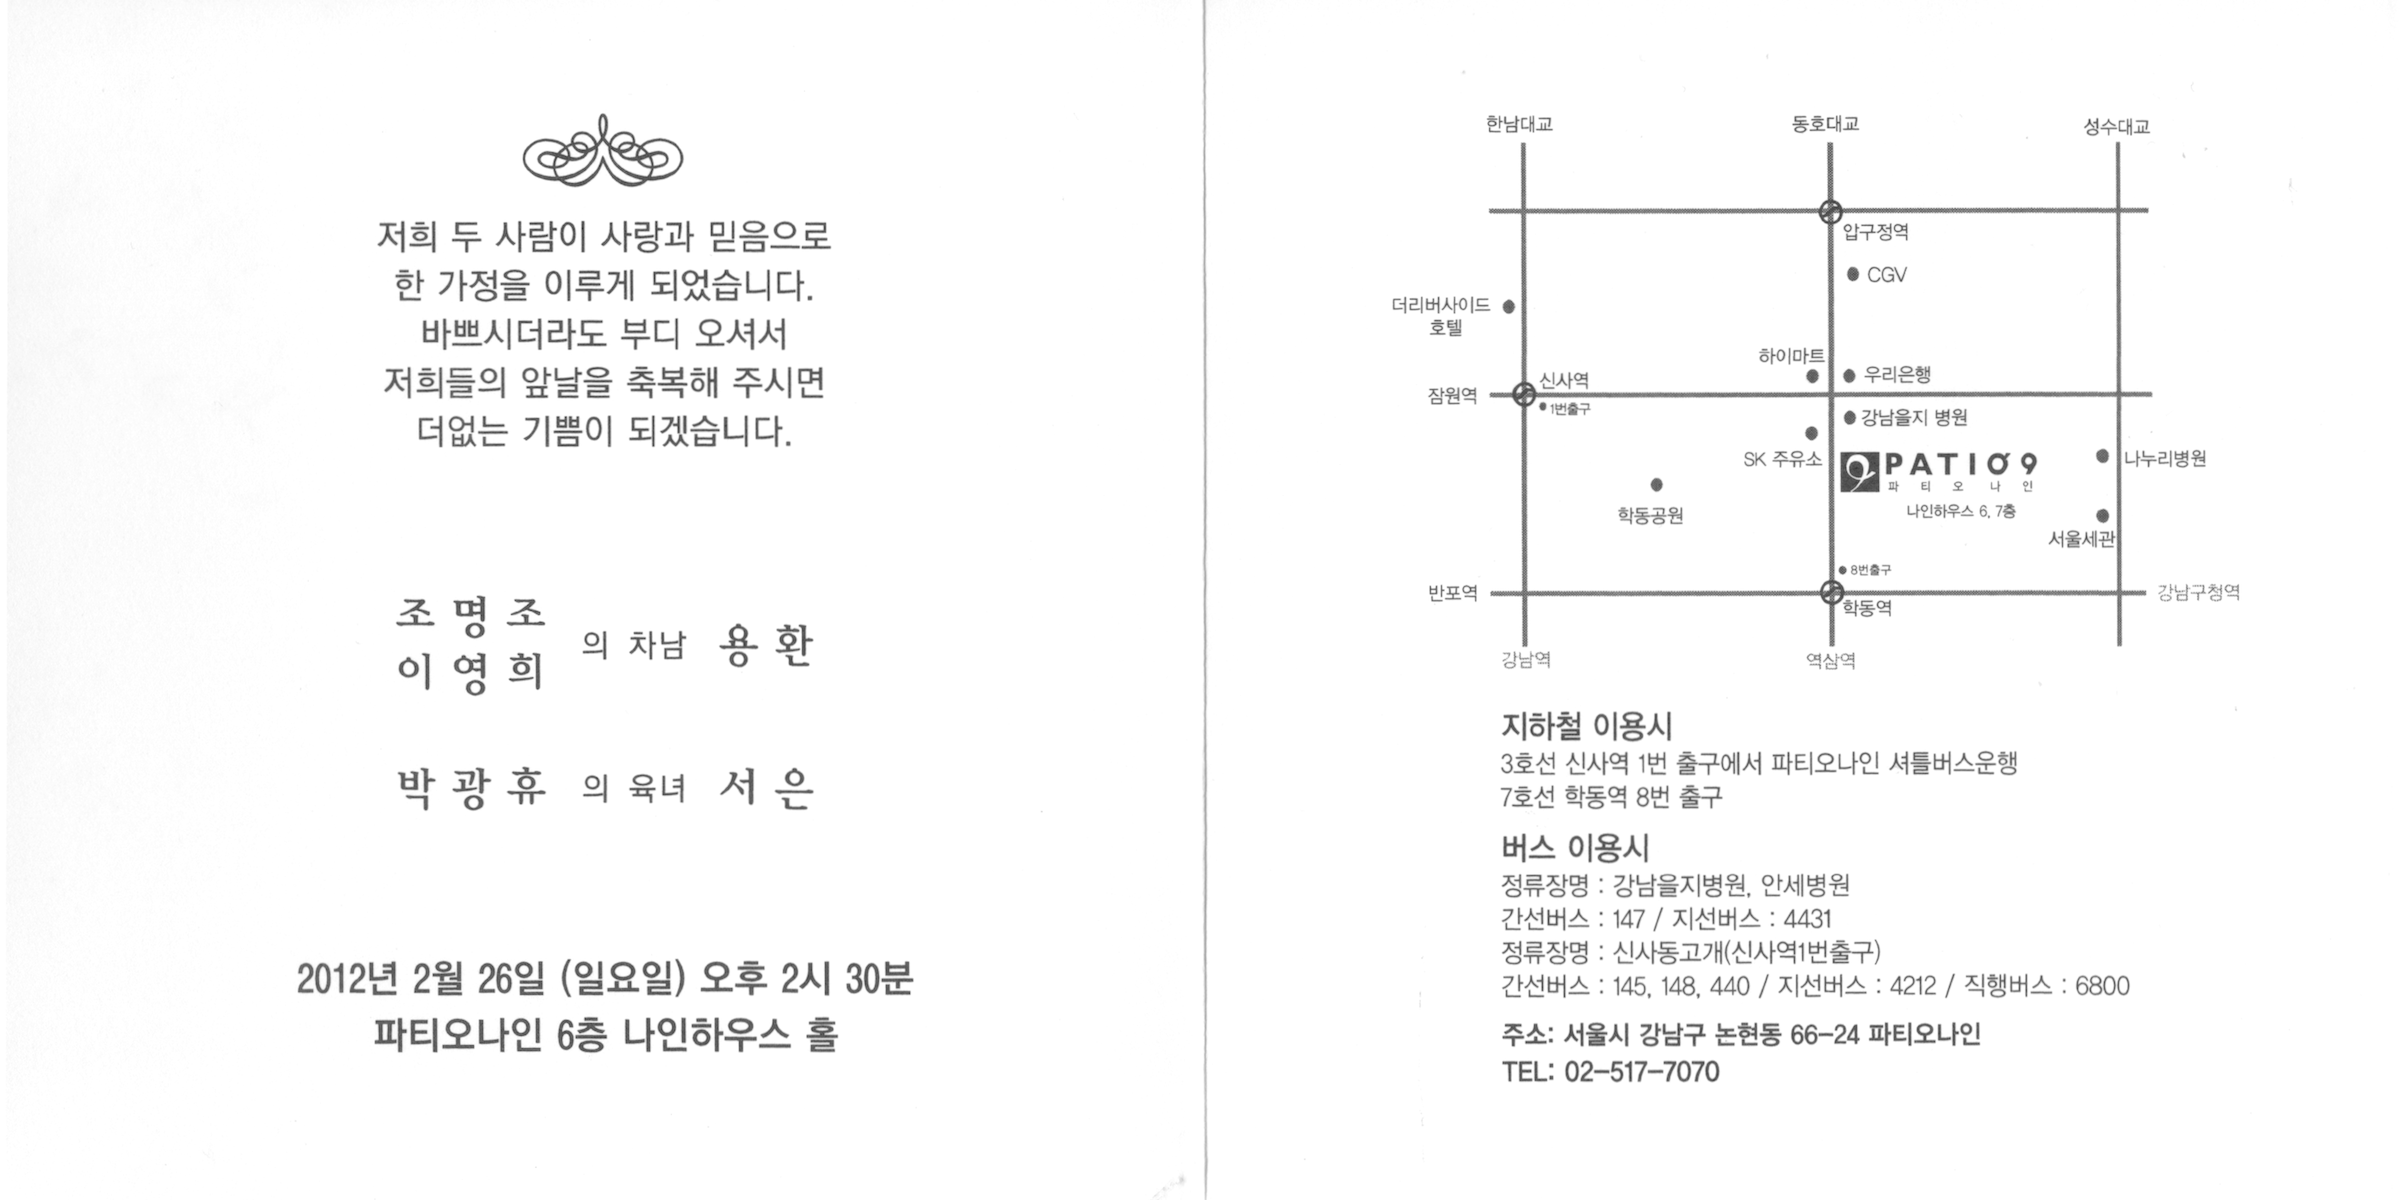 저희 두 사람이 사랑과 믿음으로
한 가정을 이루게 되었습니다.
바쁘시더라도 부디 오셔서
저희들의 앞날을 축복해 주시면
더없는 기쁨이 되겠습니다.
조 명 조
이 영 희
의 차남 용 환
박 광 휴 의 육녀 서 은
2012년 2월 26일 (일요일) 오후 2시 30분
파티오나인 6층 나인하우스 홀
한남대교
동호대교
성수대교
압구정역
CGV
더리버사이드
호텔
하이마트
우리은행
신사역
잠원역
1번출구
강남을지 병원
SK 주유소
PATIO 9
파 티 오 나 인
나인하우스 6, 7층
나누리병원
학동공원
서울세관
8번출구
반포역
학동역
강남구청역
강남역
역삼역
지하철 이용시
3호선 신사역 1번 출구에서 파티오나인 셔틀버스운행
7호선 학동역 8번 출구
버스 이용시
정류장명 : 강남을지병원, 안세병원
간선버스 : 147 / 지선버스 : 4431
정류장명 : 신사동고개(신사역1번출구)
간선버스 : 145, 148, 440 / 지선버스 : 4212 / 직행버스 : 6800
주소: 서울시 강남구 논현동 66-24 파티오나인
TEL: 02-517-7070